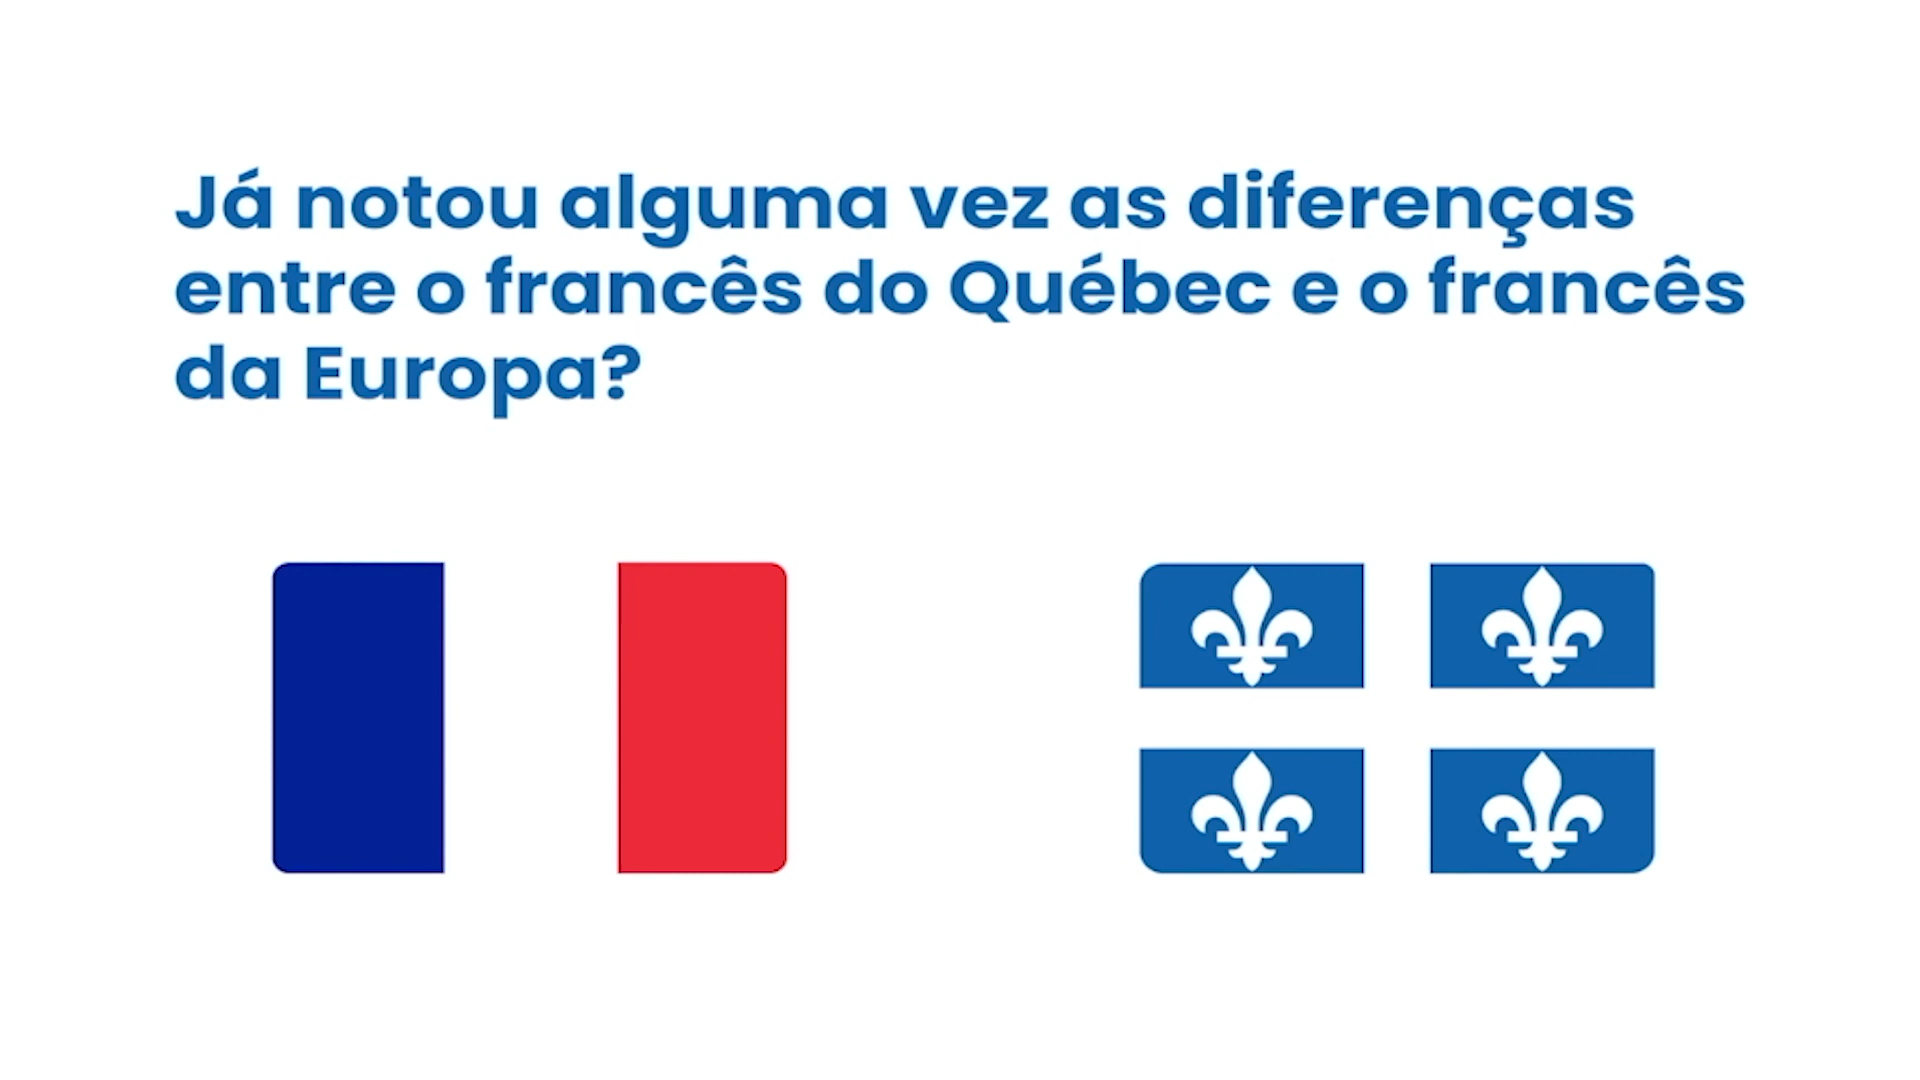 Já notou alguma vez as diferenças
entre o francês do Québec e o francês
da Europa?